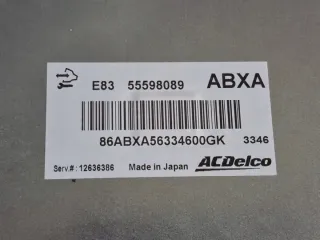 E83 55598089 ABXA
86ABXA56334600GK 3346
Serv.#: 12636386 Made in Japan ACDelco